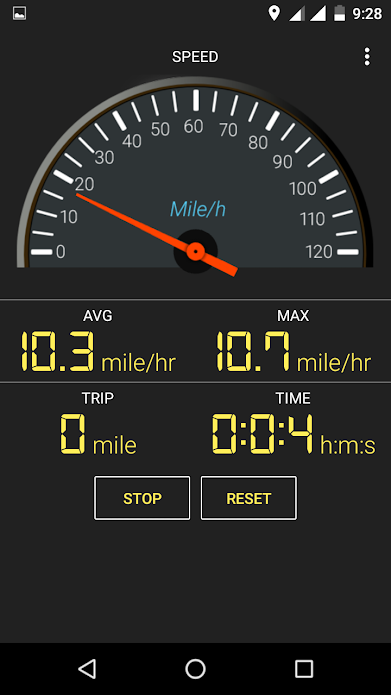 9:28
SPEED
0 10 20 30 40 50 60 70 80 90 100 110 120
Mile/h
AVG MAX
10.3 mile/hr 10.7 mile/hr
TRIP TIME
0 mile 0:0:4 h:m:s
STOP RESET